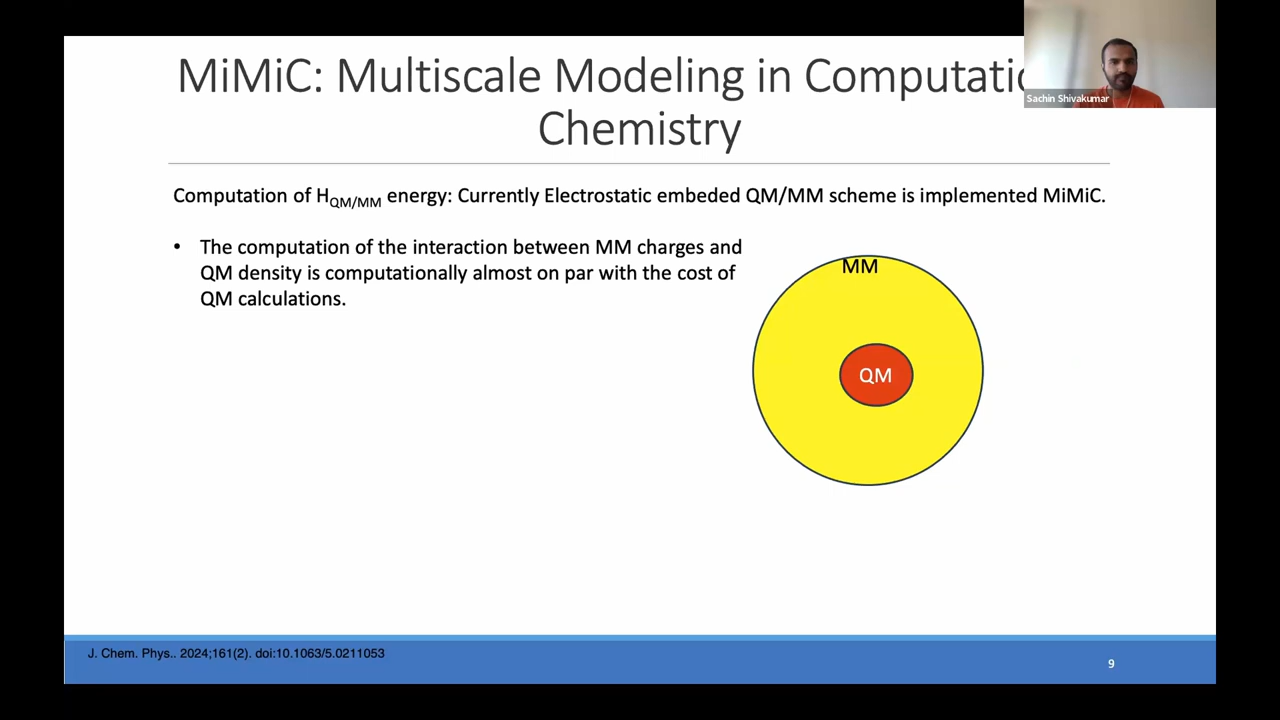 MiMiC: Multiscale Modeling in Computatio
Chemistry
Sachin Shivakumar
Computation of HQM/MM energy: Currently Electrostatic embeded QM/MM scheme is implemented MiMiC.
• The computation of the interaction between MM charges and
QM density is computationally almost on par with the cost of
QM calculations.
MM
QM
J. Chem. Phys.. 2024;161(2). doi:10.1063/5.0211053
9